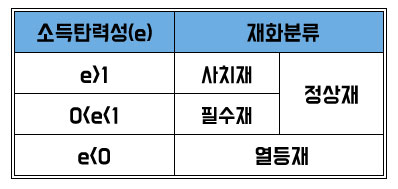 소득탄력성(e) 재화분류
e>1 사치재
정상재
0<e<1 필수재
e<0 열등재